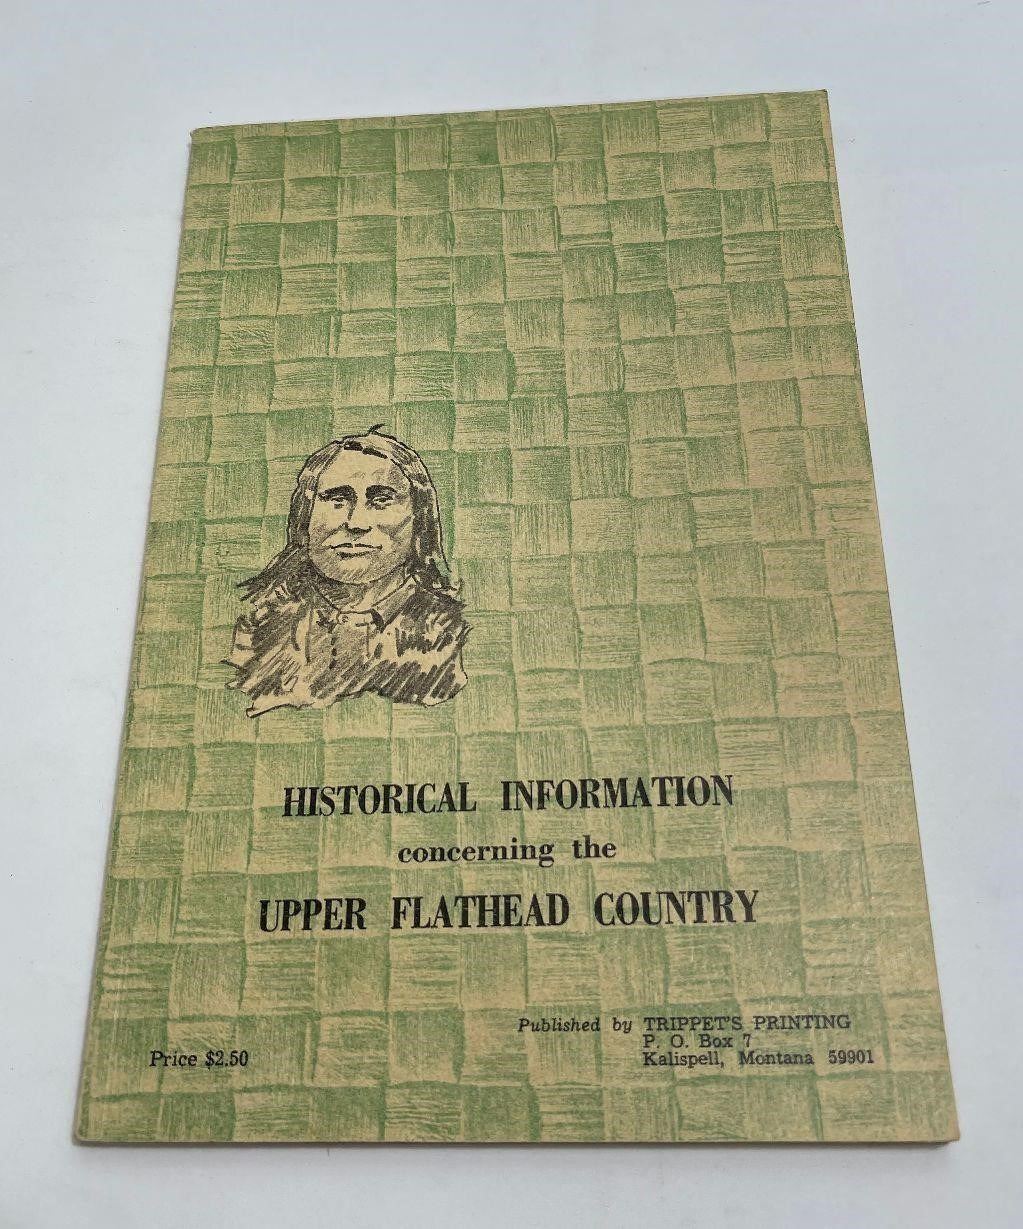 HISTORICAL INFORMATION
concerning the
UPPER FLATHEAD COUNTRY
Published by TRIPPET'S PRINTING
P. O. Box 7
Price $2.50 Kalispell, Montana 59901